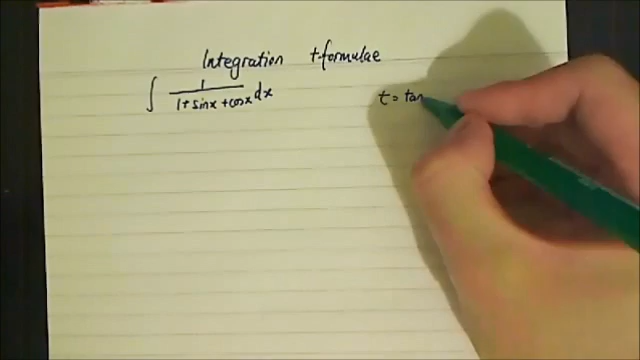 Integration t-formulae
∫ 1 / 1 + sinx + cosx dx
t = tan